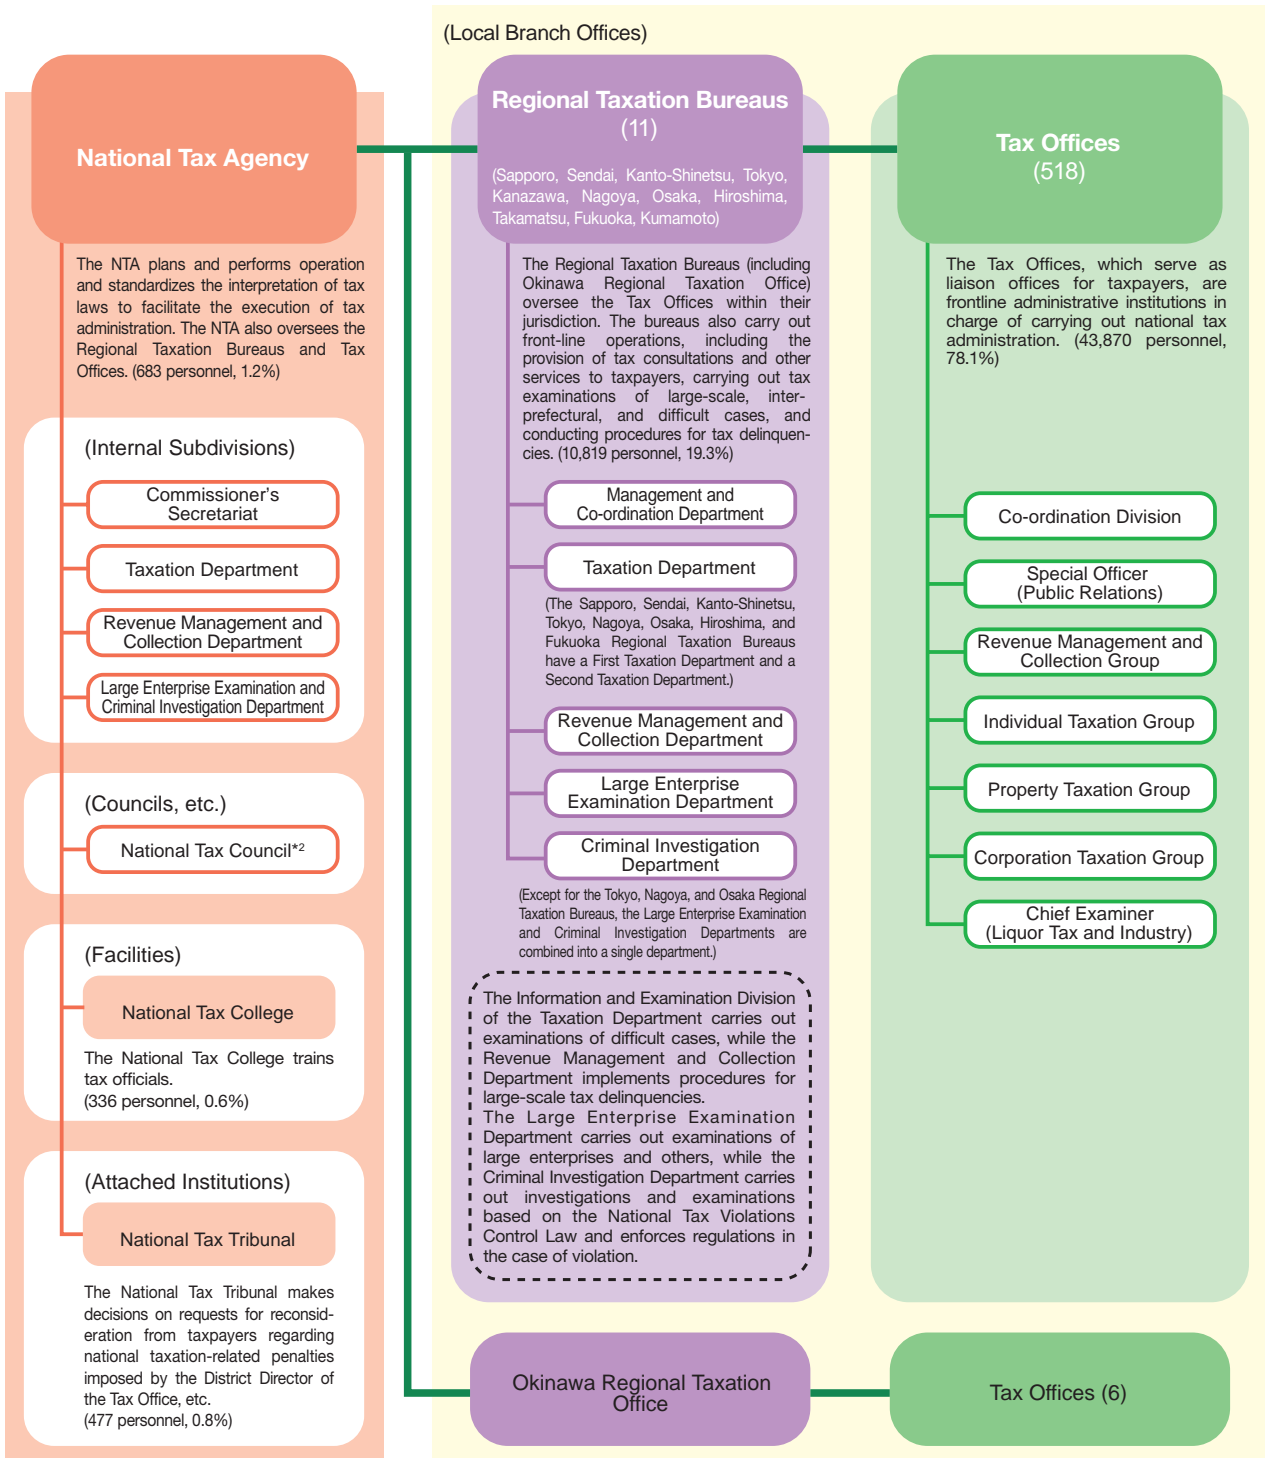 (Local Branch Offices)
National Tax Agency
The NTA plans and performs operation
and standardizes the interpretation of tax
laws to facilitate the execution of tax
administration. The NTA also oversees the
Regional Taxation Bureaus and Tax
Offices. (683 personnel, 1.2%)
(Internal Subdivisions)
Commissioner's
Secretariat
Taxation Department
Revenue Management and
Collection Department
Large Enterprise Examination and
Criminal Investigation Department
(Councils, etc.)
National Tax Council*2
(Facilities)
National Tax College
The National Tax College trains
tax officials.
(336 personnel, 0.6%)
(Attached Institutions)
National Tax Tribunal
The National Tax Tribunal makes
decisions on requests for reconsid-
eration from taxpayers regarding
national taxation-related penalties
imposed by the District Director of
the Tax Office, etc.
(477 personnel, 0.8%)
Regional Taxation Bureaus
(11)
(Sapporo, Sendai, Kanto-Shinetsu, Tokyo,
Kanazawa, Nagoya, Osaka, Hiroshima,
Takamatsu, Fukuoka, Kumamoto)
The Regional Taxation Bureaus (including
Okinawa Regional Taxation Office)
oversee the Tax Offices within their
jurisdiction. The bureaus also carry out
front-line operations, including the
provision of tax consultations and other
services to taxpayers, carrying out tax
examinations of large-scale, inter-
prefectural, and difficult cases, and
conducting procedures for tax delinquen-
cies. (10,819 personnel, 19.3%)
Management and
Co-ordination Department
Taxation Department
(The Sapporo, Sendai, Kanto-Shinetsu,
Tokyo, Nagoya, Osaka, Hiroshima, and
Fukuoka Regional Taxation Bureaus
have a First Taxation Department and a
Second Taxation Department.)
Revenue Management and
Collection Department
Large Enterprise
Examination Department
Criminal Investigation
Department
(Except for the Tokyo, Nagoya, and Osaka Regional
Taxation Bureaus, the Large Enterprise Examination
and Criminal Investigation Departments are
combined into a single department.)
The Information and Examination Division
of the Taxation Department carries out
examinations of difficult cases, while the
Revenue Management and Collection
Department implements procedures for
large-scale tax delinquencies.
The Large Enterprise Examination
Department carries out examinations of
large enterprises and others, while the
Criminal Investigation Department carries
out investigations and examinations
based on the National Tax Violations
Control Law and enforces regulations in
the case of violation.
Okinawa Regional Taxation
Office
Tax Offices
(518)
The Tax Offices, which serve as
liaison offices for taxpayers, are
frontline administrative institutions in
charge of carrying out national tax
administration. (43,870 personnel,
78.1%)
Co-ordination Division
Special Officer
(Public Relations)
Revenue Management and
Collection Group
Individual Taxation Group
Property Taxation Group
Corporation Taxation Group
Chief Examiner
(Liquor Tax and Industry)
Tax Offices (6)